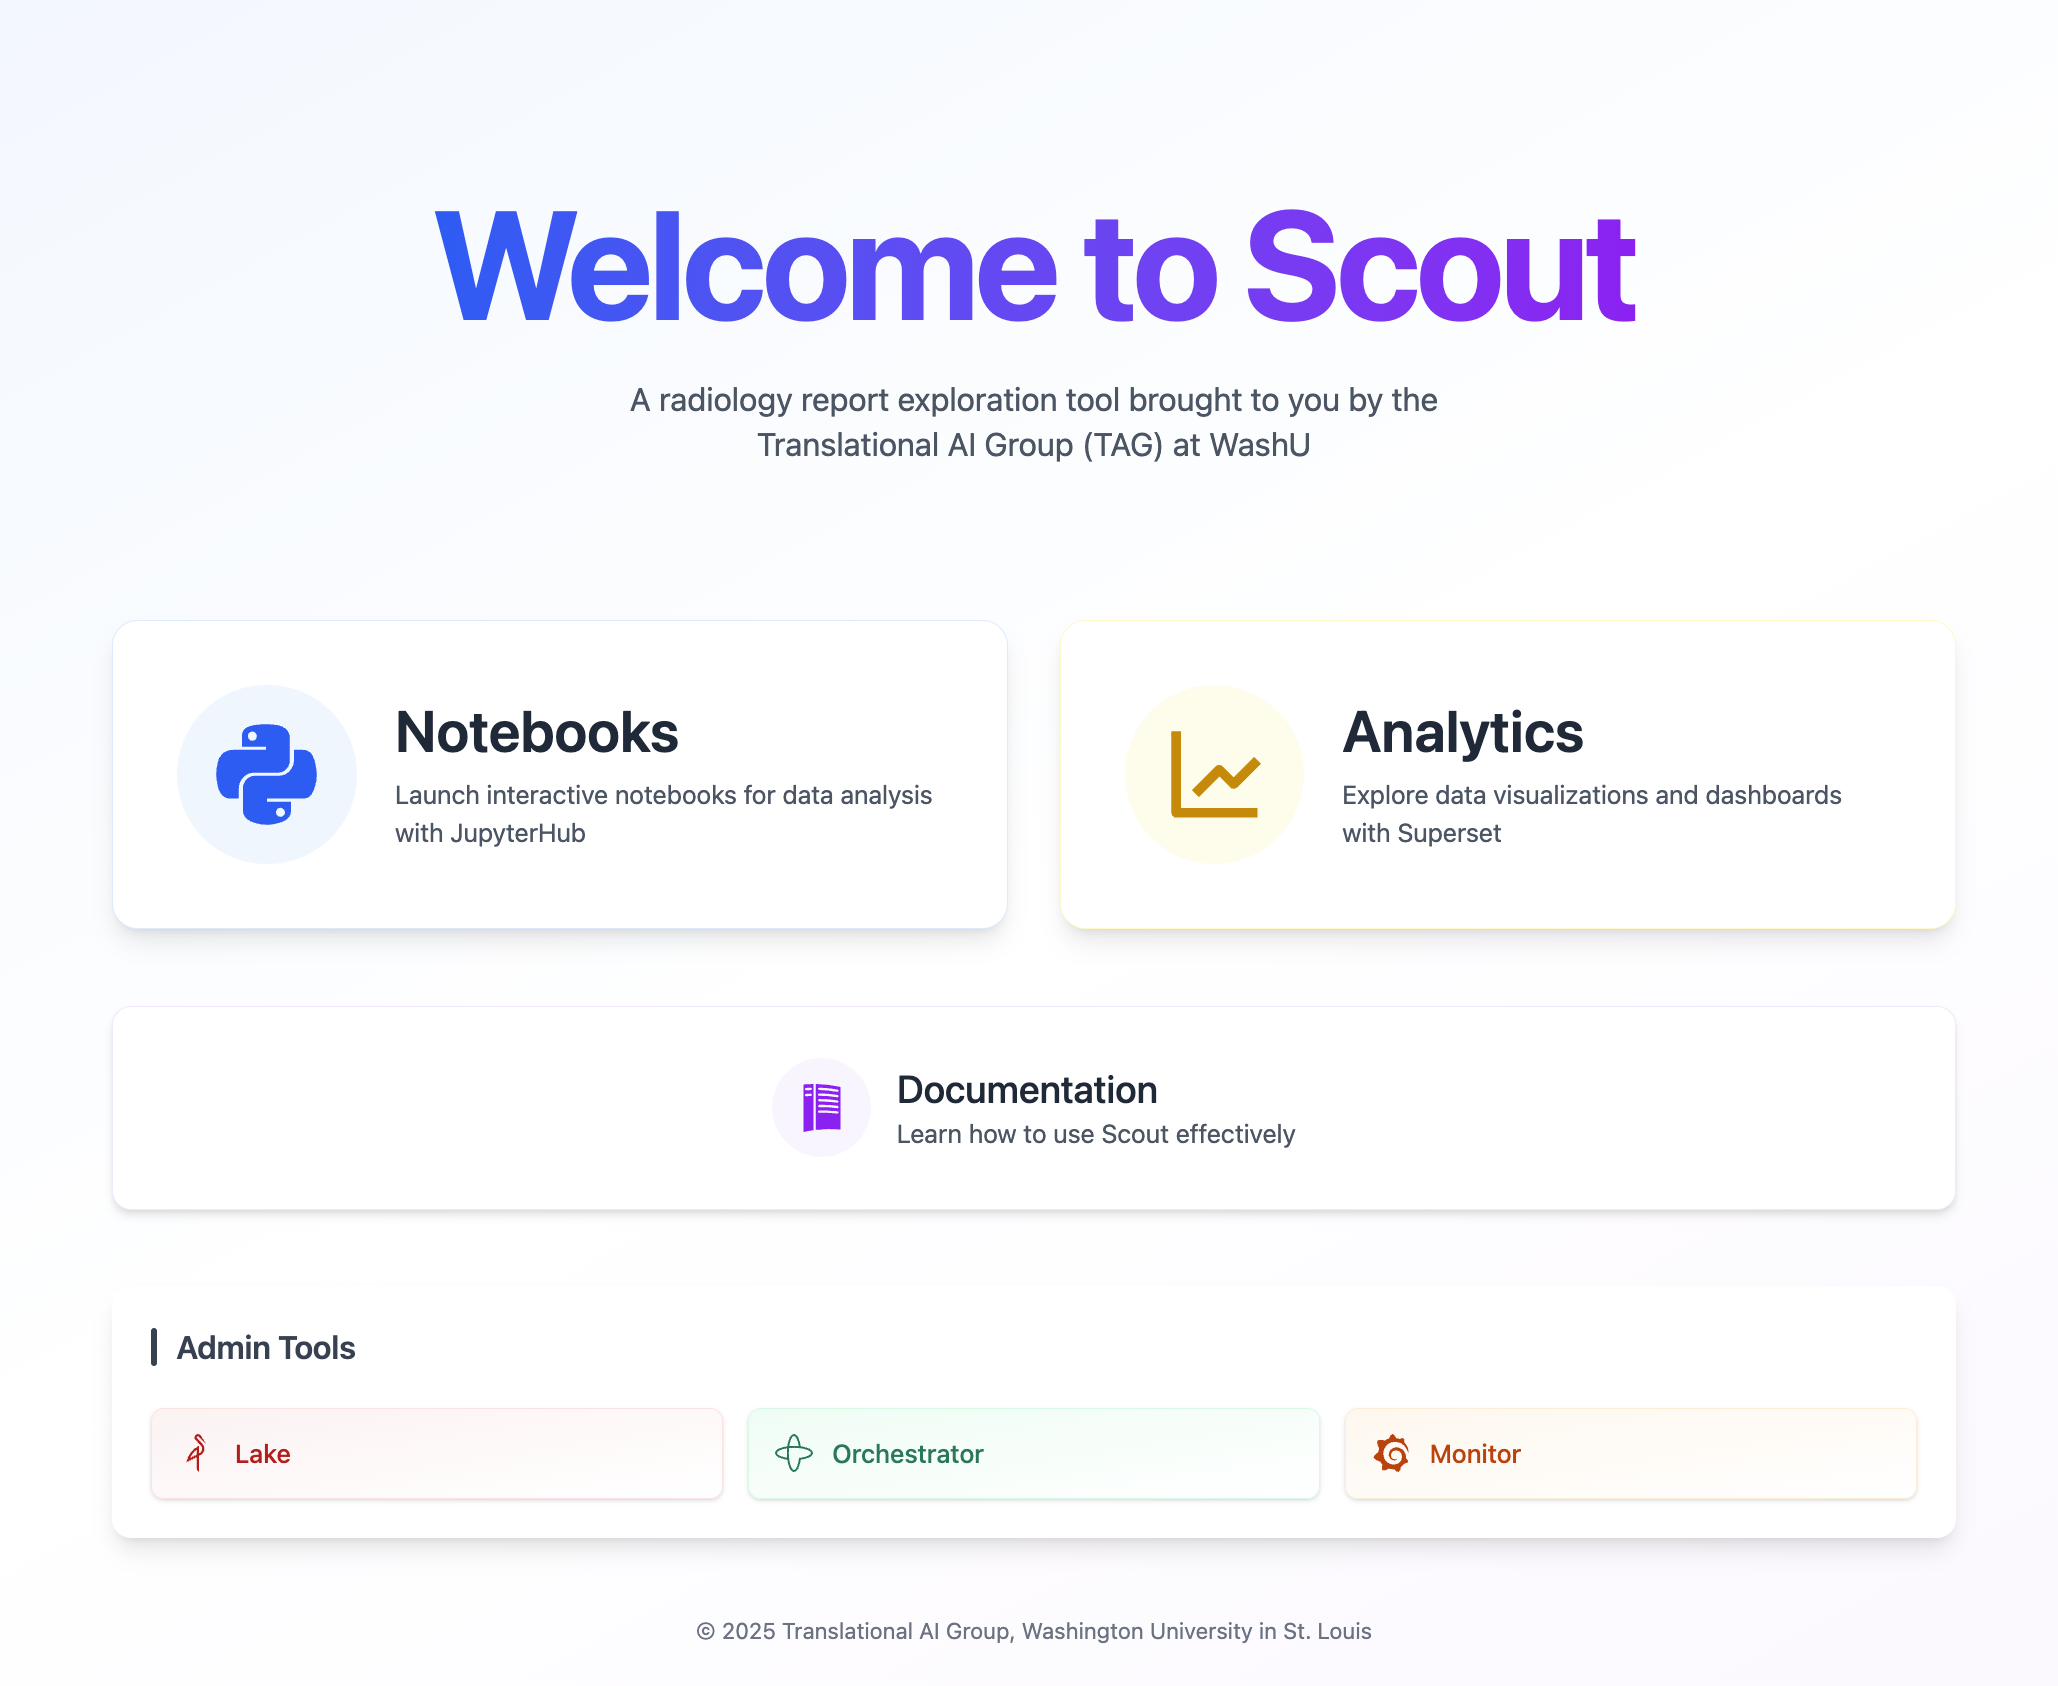 Welcome to Scout
A radiology report exploration tool brought to you by the
Translational AI Group (TAG) at WashU
Notebooks
Launch interactive notebooks for data analysis
with JupyterHub
Analytics
Explore data visualizations and dashboards
with Superset
Documentation
Learn how to use Scout effectively
Admin Tools
Lake
Orchestrator
Monitor
© 2025 Translational AI Group, Washington University in St. Louis